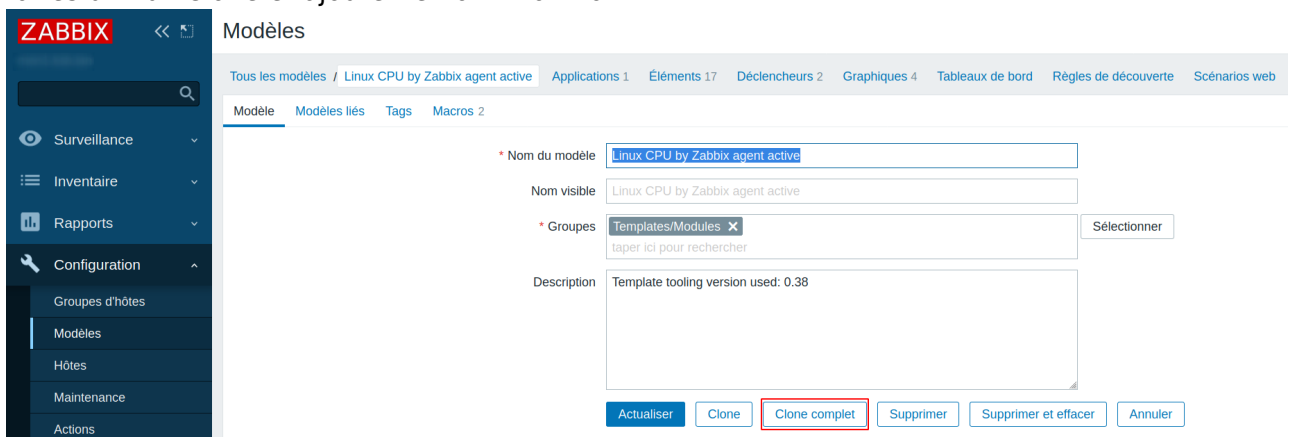 ZABBIX
Modèles
Tous les modèles / Linux CPU by Zabbix agent active Applications 1 Éléments 17 Déclencheurs 2 Graphiques 4 Tableaux de bord Règles de découverte Scénarios web
Modèle Modèles liés Tags Macros 2
Surveillance
Inventaire
Rapports
Configuration
Groupes d'hôtes
Modèles
Hôtes
Maintenance
Actions
* Nom du modèle Linux CPU by Zabbix agent active
Nom visible Linux CPU by Zabbix agent active
* Groupes Templates/Modules Sélectionner
taper ici pour rechercher
Description Template tooling version used: 0.38
Actualiser Clone Clone complet Supprimer Supprimer et effacer Annuler